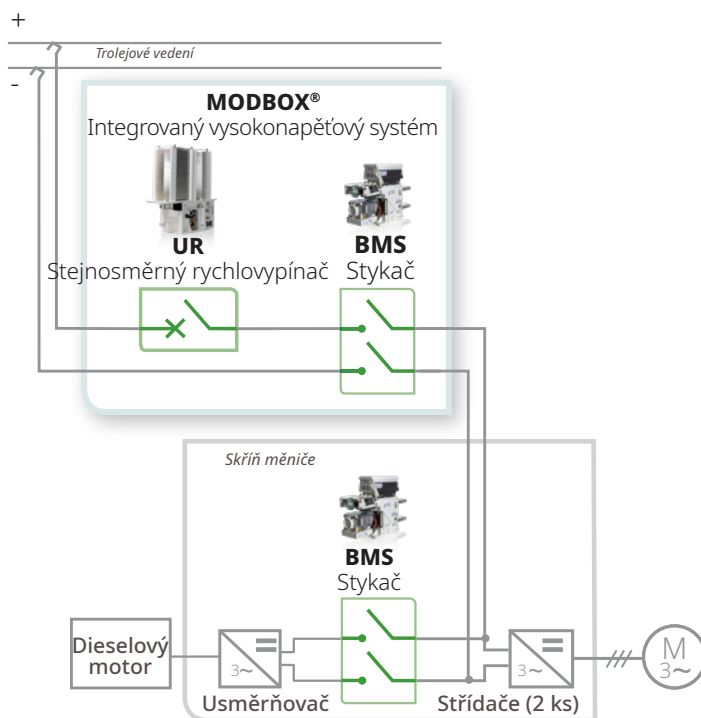 +
Trolejové vedení
-
MODBOX®
Integrovaný vysokonapěťový systém
UR
Stejnosměrný rychlovypínač
BMS
Stykač
Skříň měniče
BMS
Stykač
Dieselový
motor
3~
Usměrňovač
3~
Střídače (2 ks)
M
3~